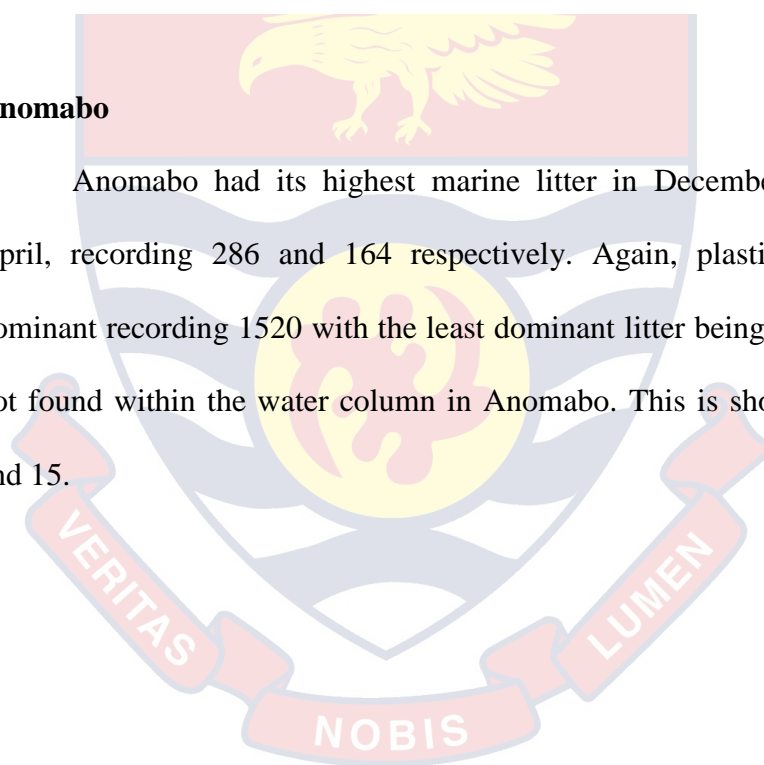 nomabo
Anomabo had its highest marine litter in Decembe
pril, recording 286 and 164 respectively. Again, plasti
ominant recording 1520 with the least dominant litter being
ot found within the water column in Anomabo. This is sho
nd 15.
VERITAS
NOBIS
LUMEN